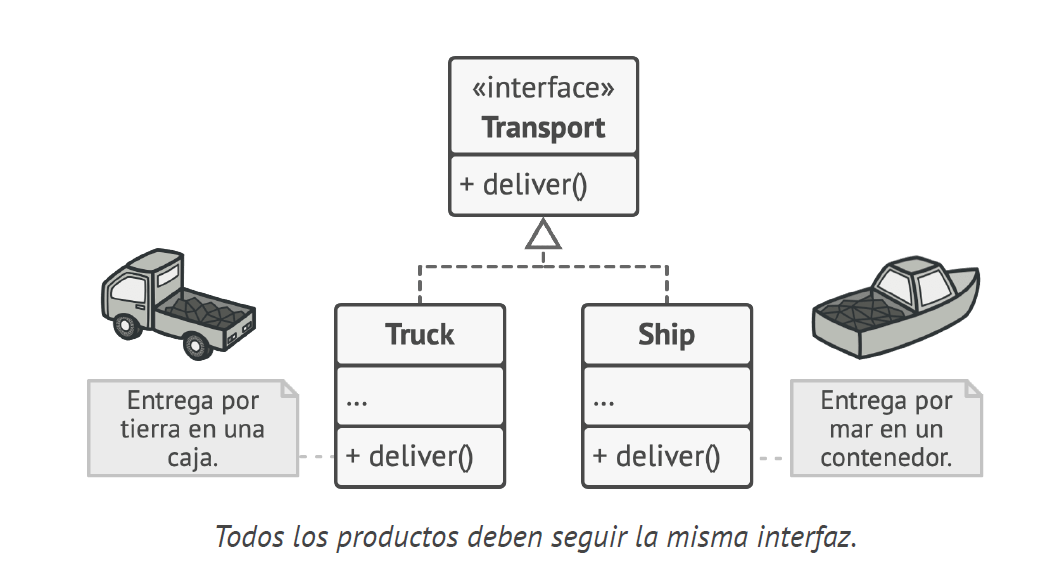 «interface»
Transport
+ deliver()
Truck
...
+ deliver()
Ship
...
+ deliver()
Entrega por
tierra en una
caja.
Entrega por
mar en un
contenedor.
Todos los productos deben seguir la misma interfaz.